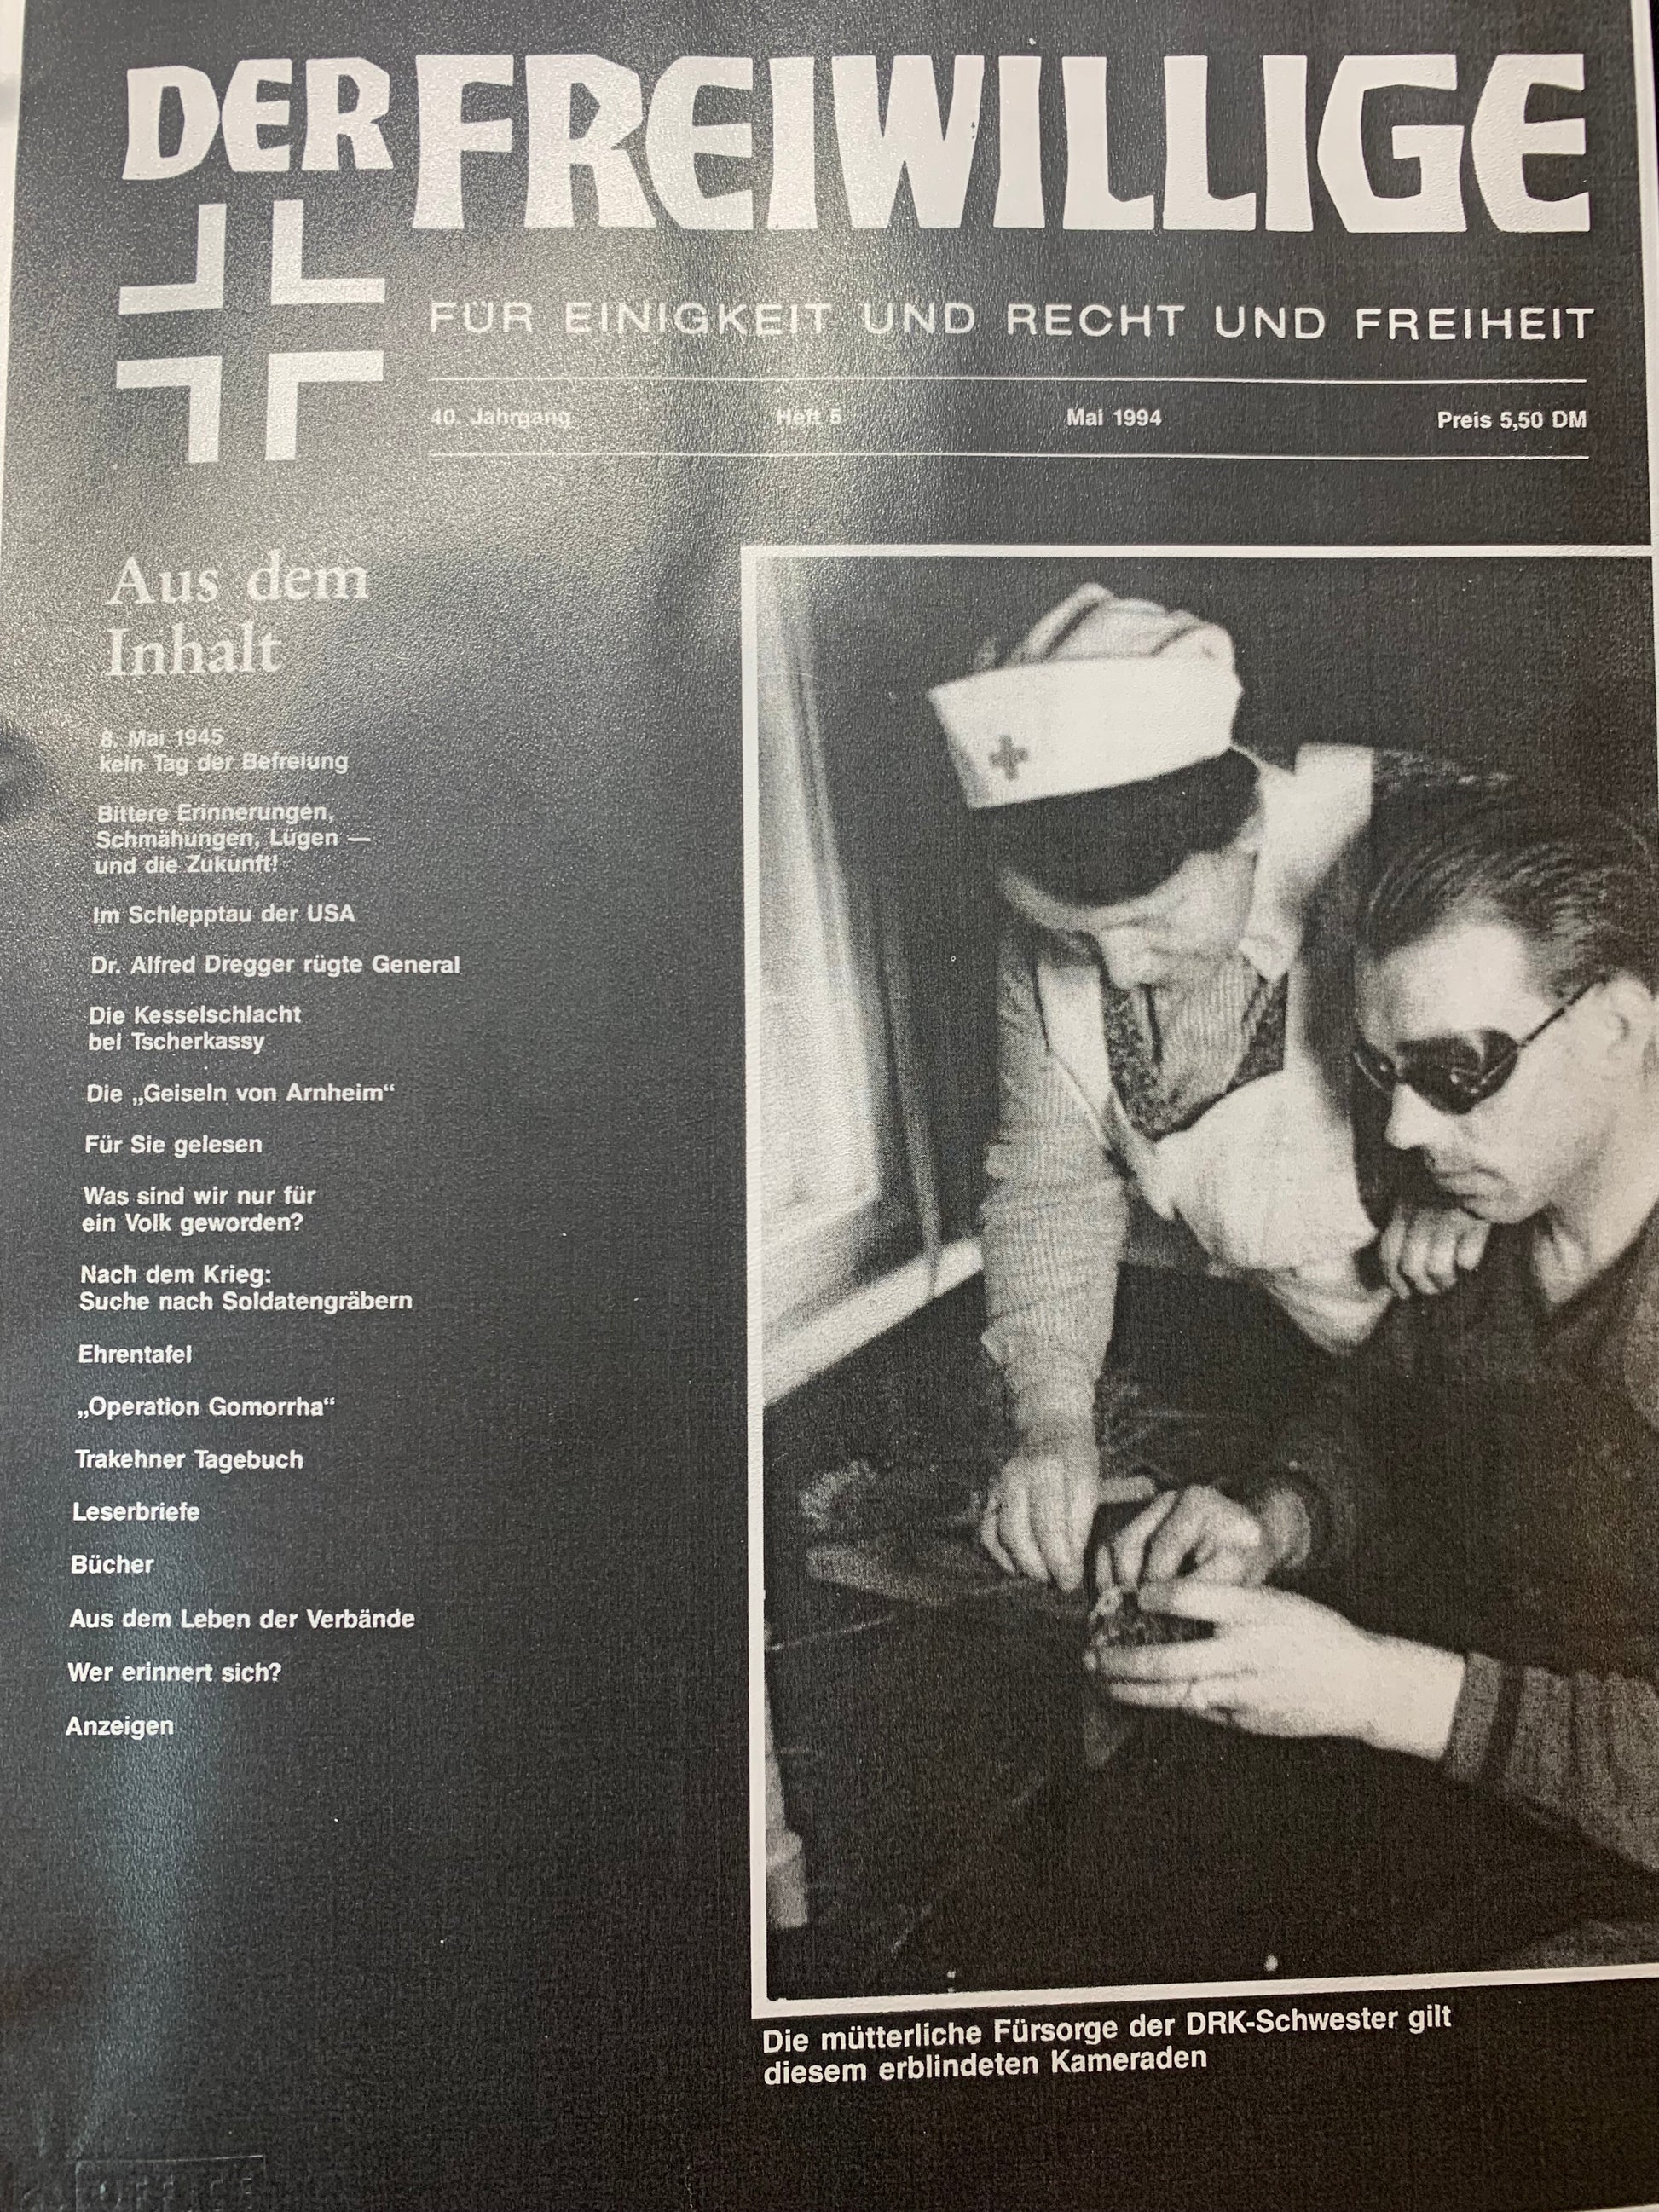 DER FREIWILLIGE
FÜR EINIGKEIT UND RECHT UND FREIHEIT
40. Jahrgang Heft 5 Mai 1994 Preis 5,50 DM
Aus dem
Inhalt
8. Mai 1945
kein Tag der Befreiung
Bittere Erinnerungen,
Schmähungen, Lügen —
und die Zukunft!
Im Schlepptau der USA
Dr. Alfred Dregger rügte General
Die Kesselschlacht
bei Tscherkassy
Die „Geiseln von Arnheim“
Für Sie gelesen
Was sind wir nur für
ein Volk geworden?
Nach dem Krieg:
Suche nach Soldatengräbern
Ehrentafel
„Operation Gomorrha“
Trakehner Tagebuch
Leserbriefe
Bücher
Aus dem Leben der Verbände
Wer erinnert sich?
Anzeigen
Die mütterliche Fürsorge der DRK-Schwester gilt
diesem erblindeten Kameraden